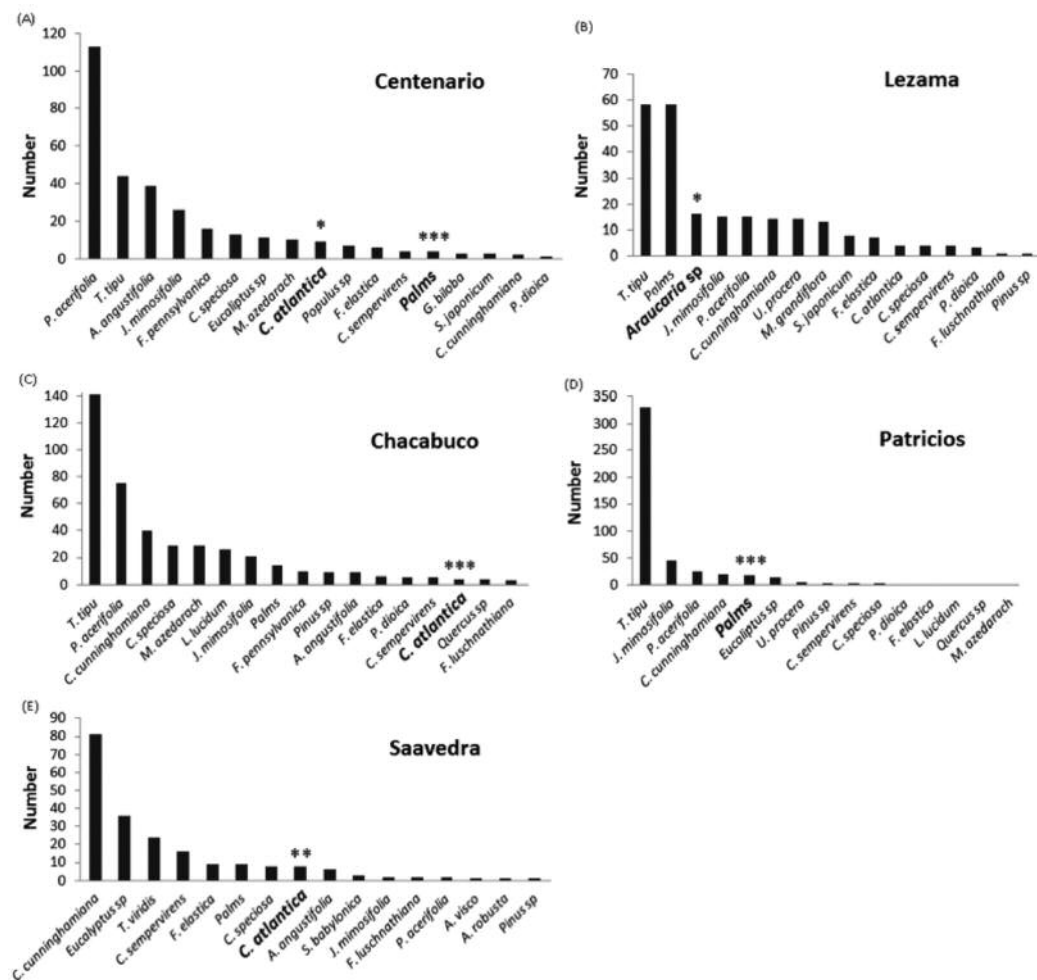 (A)
Centenario
Number
120
100
80
60
40
20
0
*
***
P. acerifolia
T. tipu
A. angustifolia
J. mimosifolia
F. pennsylvanica
C. speciosa
Eucaliptus sp
M. azedarach
C. atlantica
Populus sp
F. elastica
C. sempervirens
Palms
G. biloba
S. japonicum
C. cunninghamiana
P. dioica
(B)
Lezama
Number
70
60
50
40
30
20
10
0
*
T. tipu
Palms
Araucaria sp
J. mimosifolia
P. acerifolia
C. cunninghamiana
U. procera
M. grandiflora
S. japonicum
F. elastica
C. atlantica
C. speciosa
C. sempervirens
P. dioica
F. luschnathiana
Pinus sp
(C)
Chacabuco
Number
140
120
100
80
60
40
20
0
***
T. tipu
P. acerifolia
C. cunninghamiana
C. speciosa
M. azedarach
L. lucidum
J. mimosifolia
Palms
F. pennsylvanica
Pinus sp
A. angustifolia
F. elastica
P. dioica
C. sempervirens
C. atlantica
Quercus sp
F. luschnathiana
(D)
Patricios
Number
350
300
250
200
150
100
50
0
***
T. tipu
J. mimosifolia
P. acerifolia
C. cunninghamiana
Palms
Eucaliptus sp
U. procera
Pinus sp
C. sempervirens
C. speciosa
P. dioica
F. elastica
L. lucidum
Quercus sp
M. azedarach
(E)
Saavedra
Number
90
80
70
60
50
40
30
20
10
0
**
C. cunninghamiana
Eucalyptus sp
T. viridis
C. sempervirens
F. elastica
Palms
C. speciosa
C. atlantica
A. angustifolia
S. babylonica
J. mimosifolia
F. luschnathiana
P. acerifolia
A. visco
A. robusta
Pinus sp